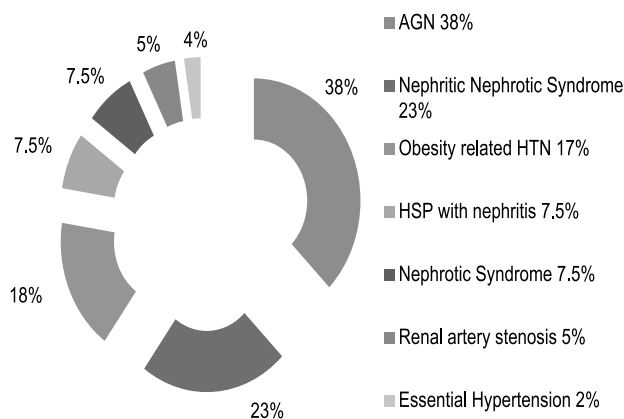 4%
5%
7.5%
7.5%
18%
23%
38%
AGN 38%
Nephritic Nephrotic Syndrome
23%
Obesity related HTN 17%
HSP with nephritis 7.5%
Nephrotic Syndrome 7.5%
Renal artery stenosis 5%
Essential Hypertension 2%